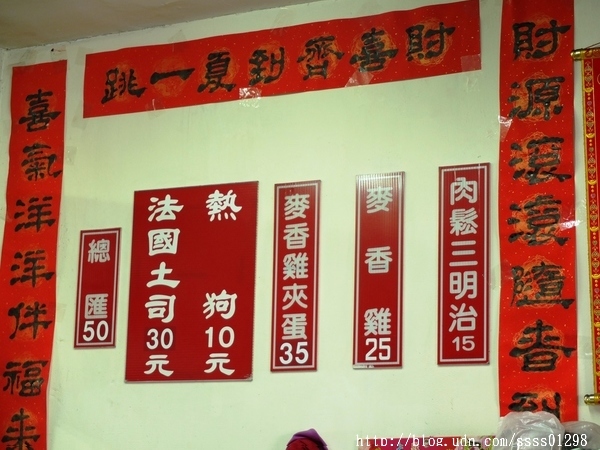 財喜齊到夏一跳
財源滾滾隨春到
喜氣洋洋伴福來
肉鬆三明治15
麥香雞25
麥香雞夾蛋35
熱狗10元
法國土司30元
總匯50
http://blog.udn.com/ssss01298